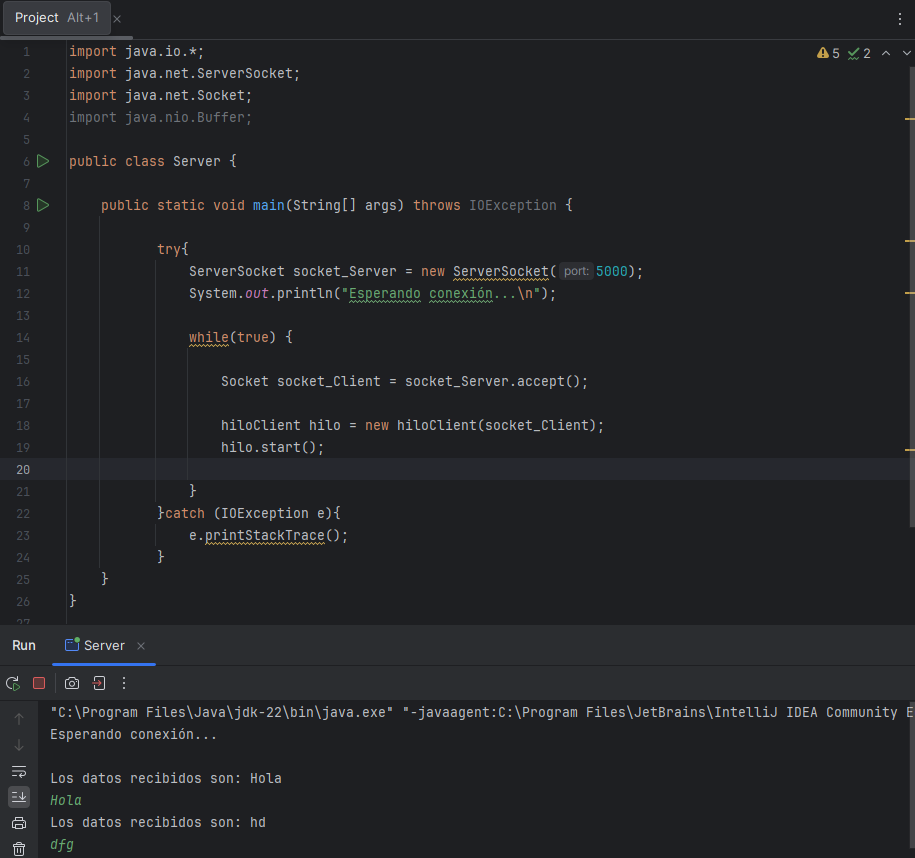 Project Alt+1
5 2
1 import java.io.*;
2 import java.net.ServerSocket;
3 import java.net.Socket;
4 import java.nio.Buffer;
5
6 public class Server {
7
8 public static void main(String[] args) throws IOException {
9
10 try{
11 ServerSocket socket_Server = new ServerSocket( port: 5000);
12 System.out.println("Esperando conexión...\n");
13
14 while(true) {
15
16 Socket socket_Client = socket_Server.accept();
17
18 hiloClient hilo = new hiloClient(socket_Client);
19 hilo.start();
20
21 }
22 }catch (IOException e){
23 e.printStackTrace();
24 }
25 }
26 }
27
Run Server
"C:\Program Files\Java\jdk-22\bin\java.exe" "-javaagent:C:\Program Files\JetBrains\IntelliJ IDEA Community E
Esperando conexión...
Los datos recibidos son: Hola
Hola
Los datos recibidos son: hd
dfg